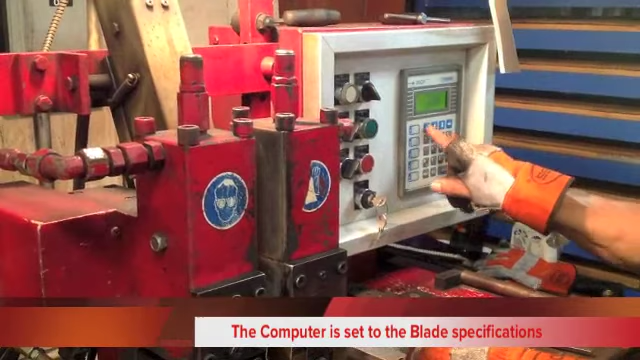 The Computer is set to the Blade specifications